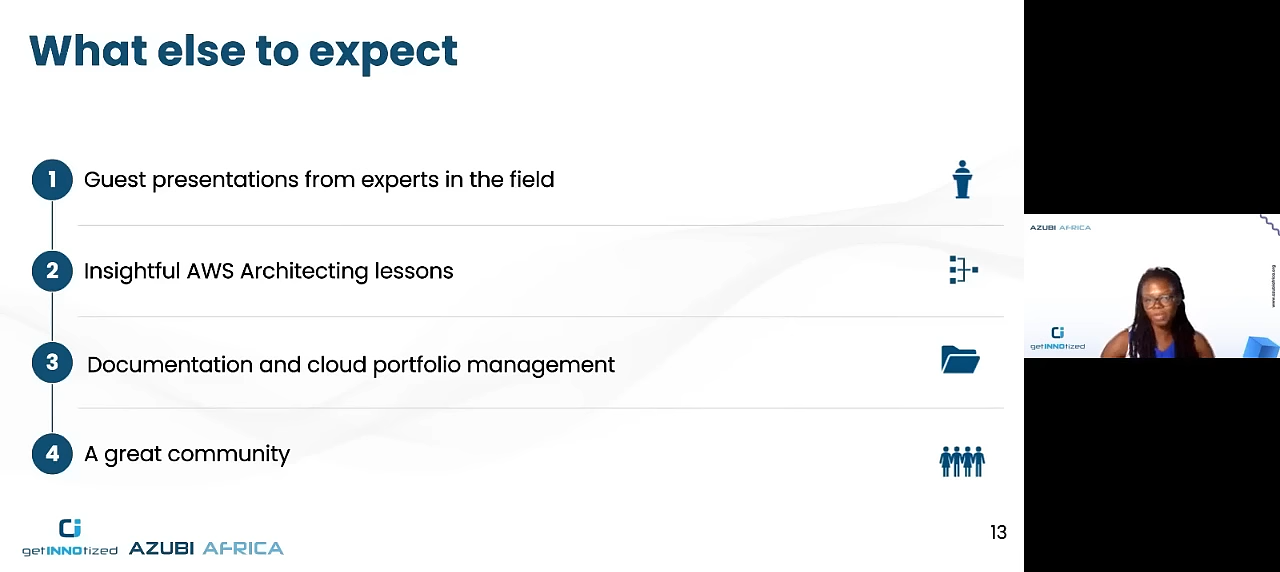 What else to expect
1 Guest presentations from experts in the field
2 Insightful AWS Architecting lessons
3 Documentation and cloud portfolio management
4 A great community
getINNOtized AZUBI AFRICA
13
AZUBI AFRICA
getINNOtized